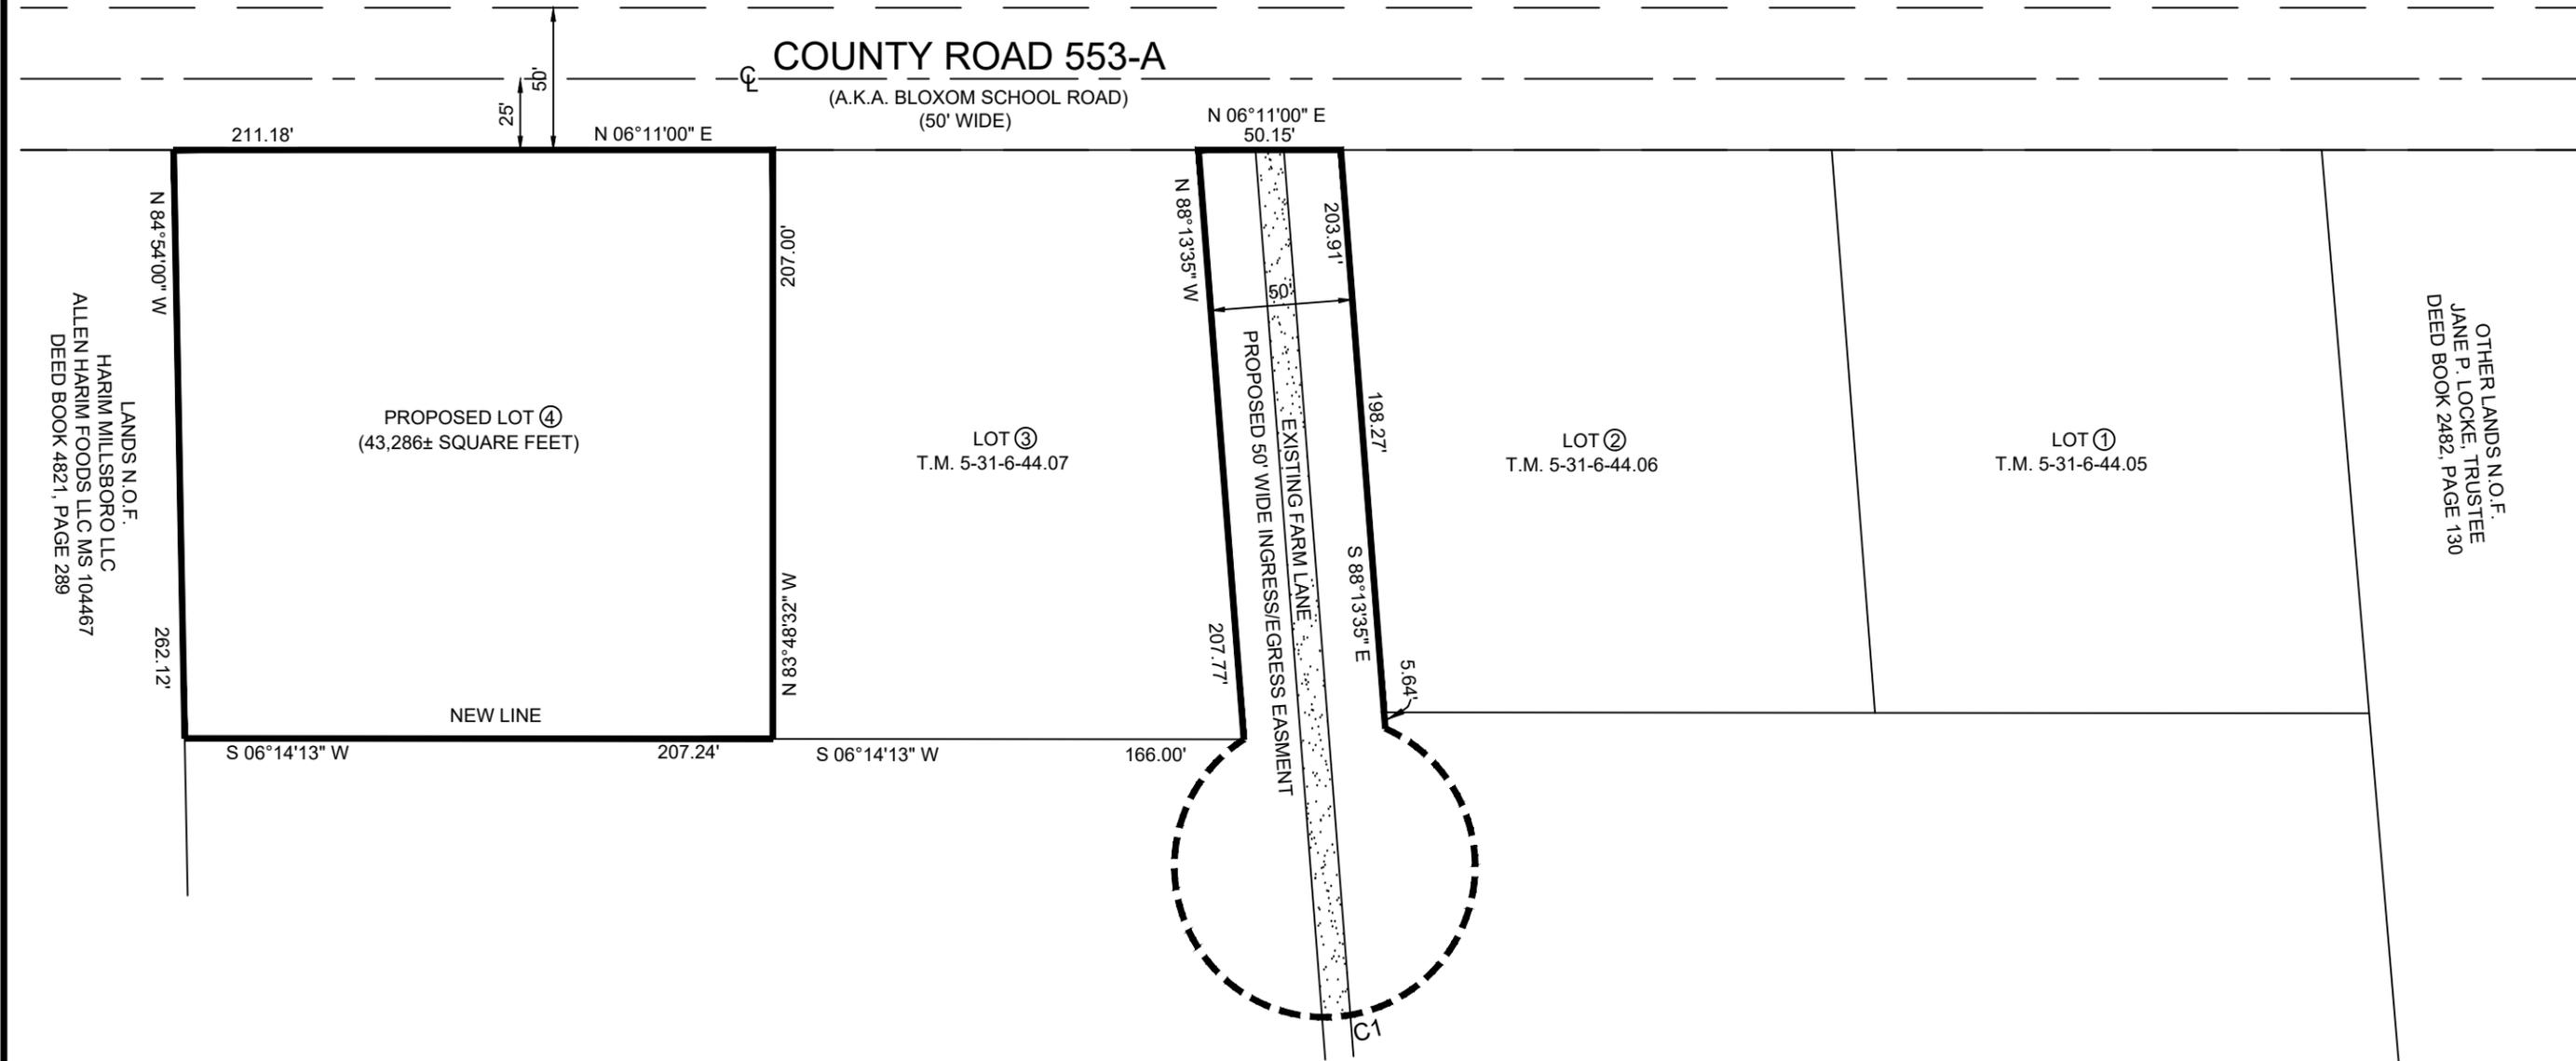 COUNTY ROAD 553-A
℄
(A.K.A. BLOXOM SCHOOL ROAD)
(50' WIDE)
50'
25'
211.18'
N 06°11'00" E
N 06°11'00" E
50.15'
N 84°54'00" W
262.12'
LANDS N.O.F.
HARIM MILLSBORO LLC
ALLEN HARIM FOODS LLC MS 104467
DEED BOOK 4821, PAGE 289
PROPOSED LOT 4
(43,286± SQUARE FEET)
NEW LINE
S 06°14'13" W
207.24'
207.00'
N 83°48'32" W
LOT 3
T.M. 5-31-6-44.07
S 06°14'13" W
166.00'
N 88°13'35" W
207.77'
50'
PROPOSED 50' WIDE INGRESS/EGRESS EASMENT
EXISTING FARM LANE
203.91'
198.27'
S 88°13'35" E
5.64'
C1
LOT 2
T.M. 5-31-6-44.06
LOT 1
T.M. 5-31-6-44.05
OTHER LANDS N.O.F.
JANE P. LOCKE, TRUSTEE
DEED BOOK 2482, PAGE 130